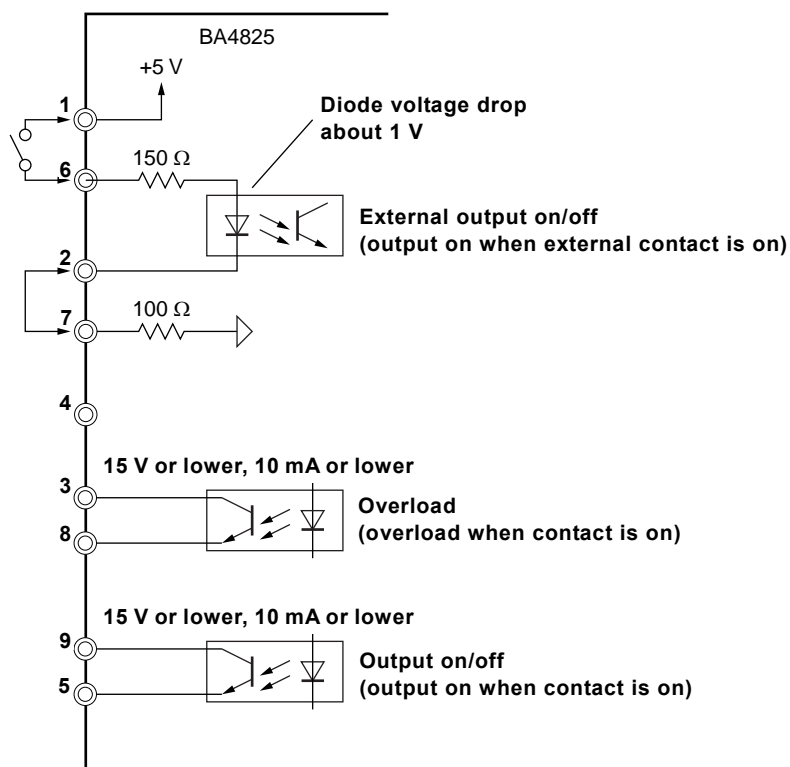 BA4825
+5 V
1
Diode voltage drop
about 1 V
6
150 Ω
External output on/off
(output on when external contact is on)
2
7
100 Ω
4
15 V or lower, 10 mA or lower
3
Overload
(overload when contact is on)
8
15 V or lower, 10 mA or lower
9
Output on/off
(output on when contact is on)
5